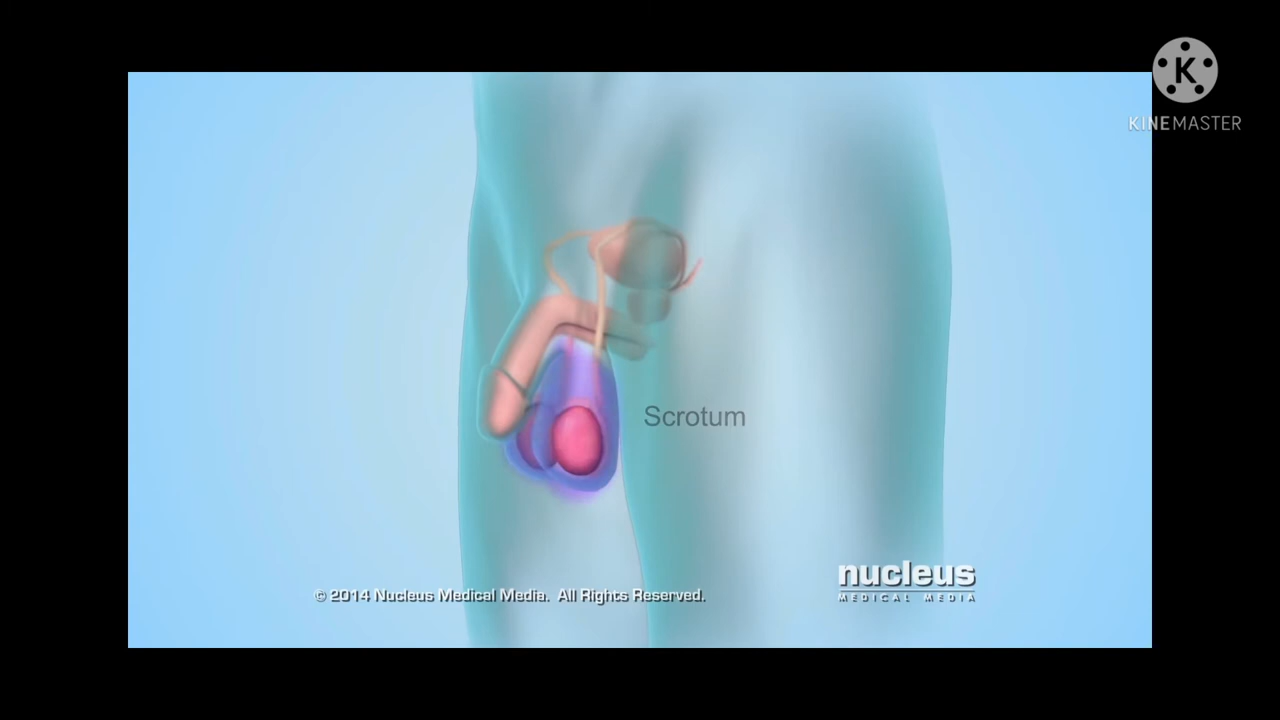 K
KINEMASTER
Scrotum
© 2014 Nucleus Medical Media. All Rights Reserved.
nucleus
MEDICAL MEDIA